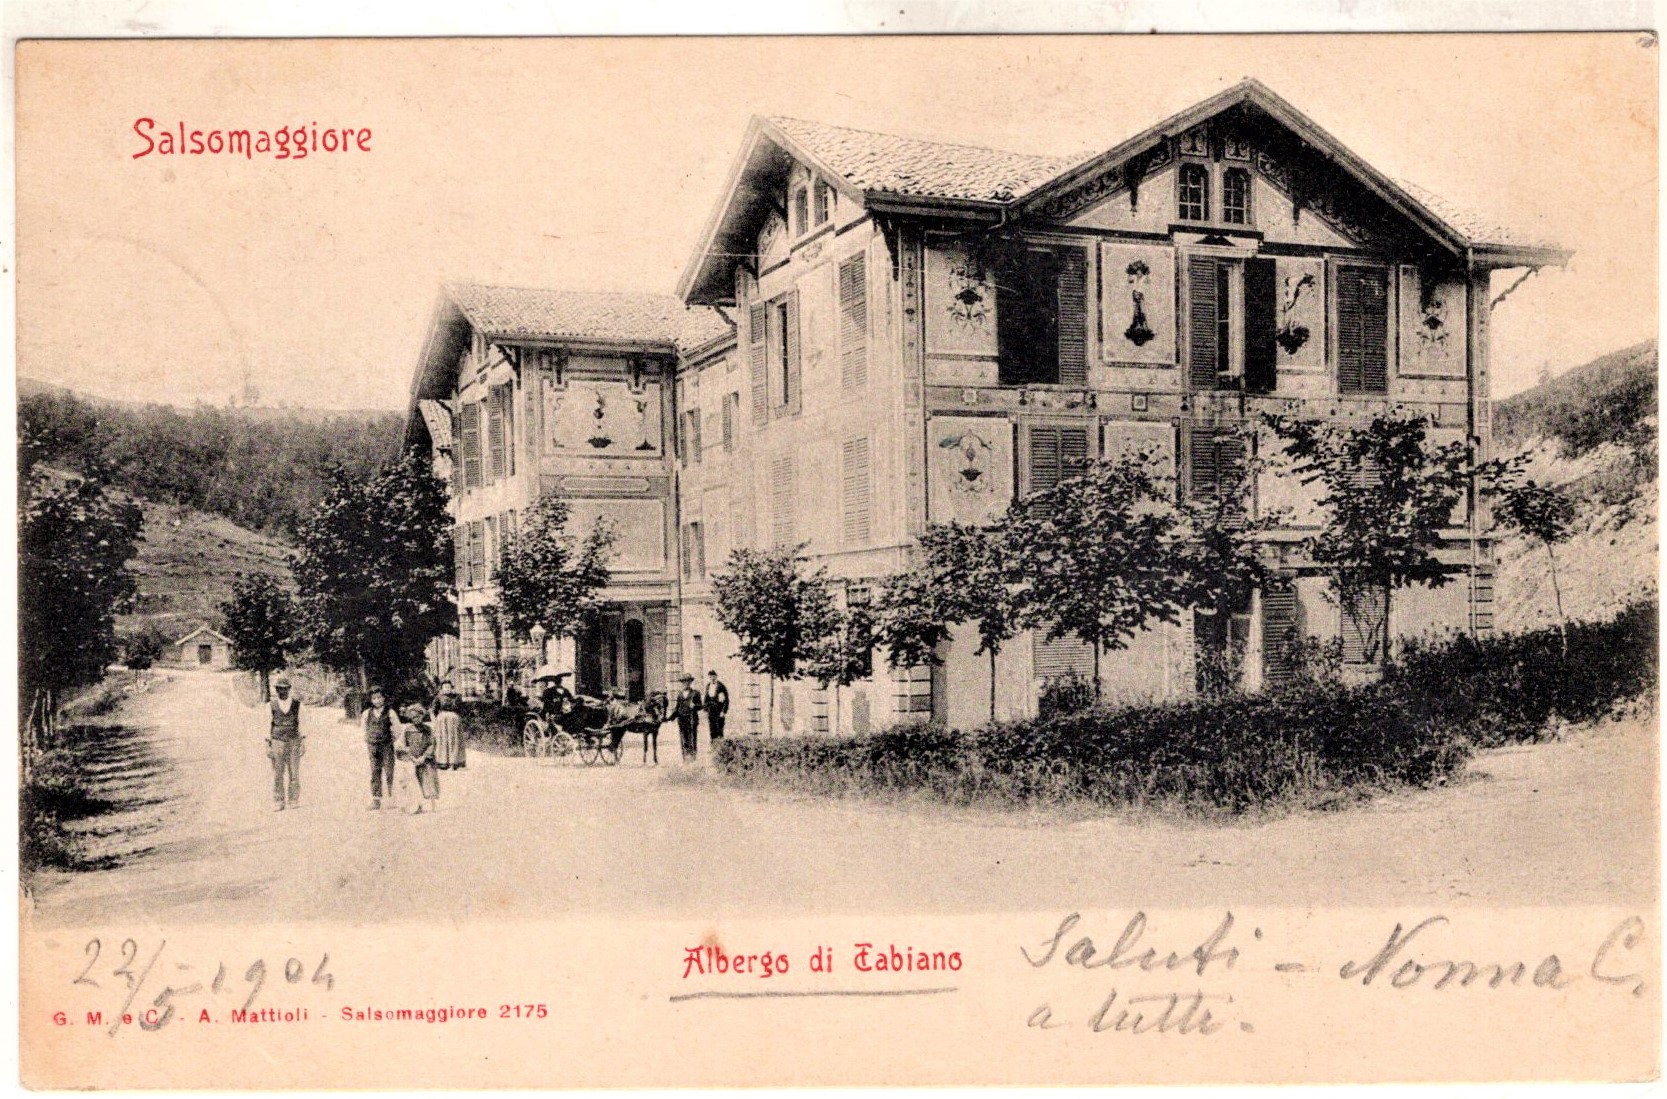 Salsomaggiore
22/5-1904
Albergo di Tabiano
Saluti - Nonna C.
a tutti.
G. M. e C. - A. Mattioli - Salsomaggiore 2175